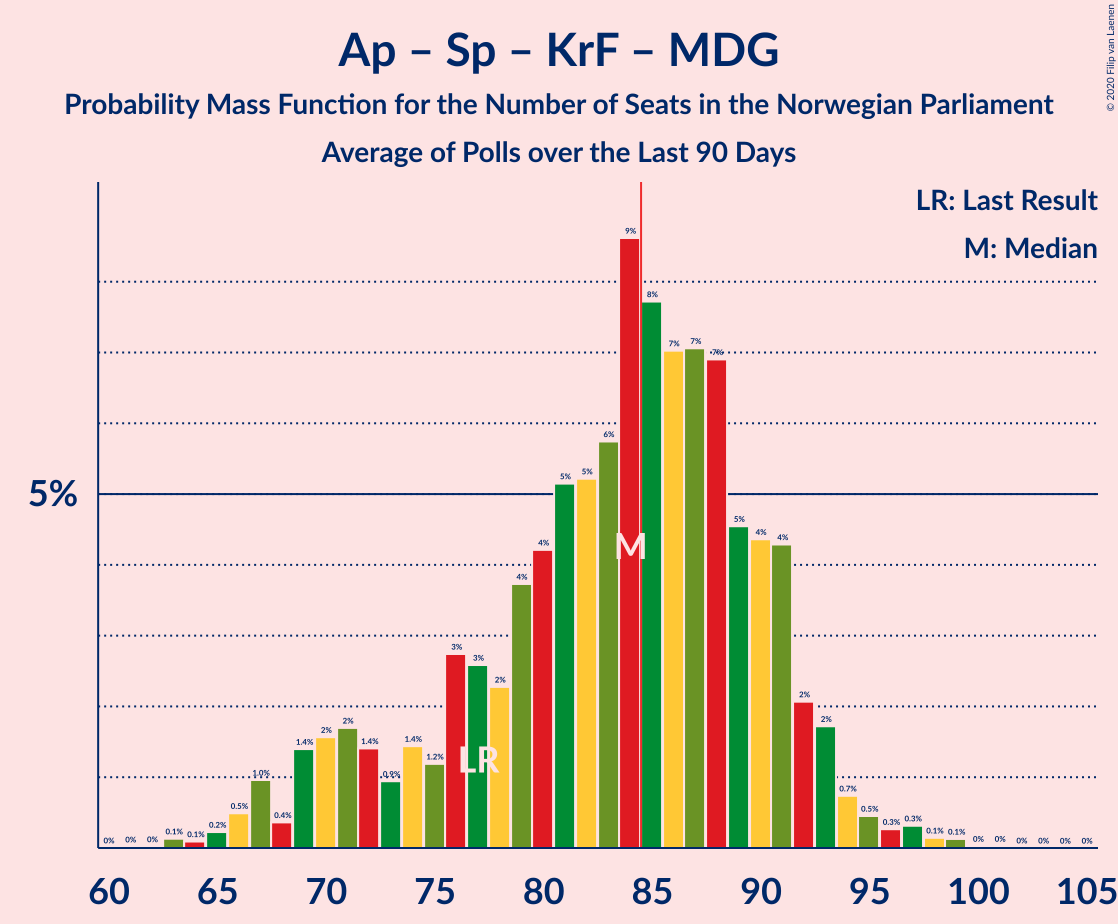 Ap – Sp – KrF – MDG
Probability Mass Function for the Number of Seats in the Norwegian Parliament
Average of Polls over the Last 90 Days
© 2020 Filip van Laenen
LR: Last Result
M: Median
5%
0% 0% 0% 0.1% 0.1% 0.2% 0.5% 1.0% 0.4% 1.4% 2% 2% 1.4% 0.9% 1.4% 1.2% 3% 3% 2% 4% 4% 5% 5% 6% 9% 8% 7% 7% 7% 5% 4% 4% 2% 2% 0.7% 0.5% 0.3% 0.3% 0.1% 0.1% 0% 0% 0% 0% 0% 0%
M
LR
60 65 70 75 80 85 90 95 100 105